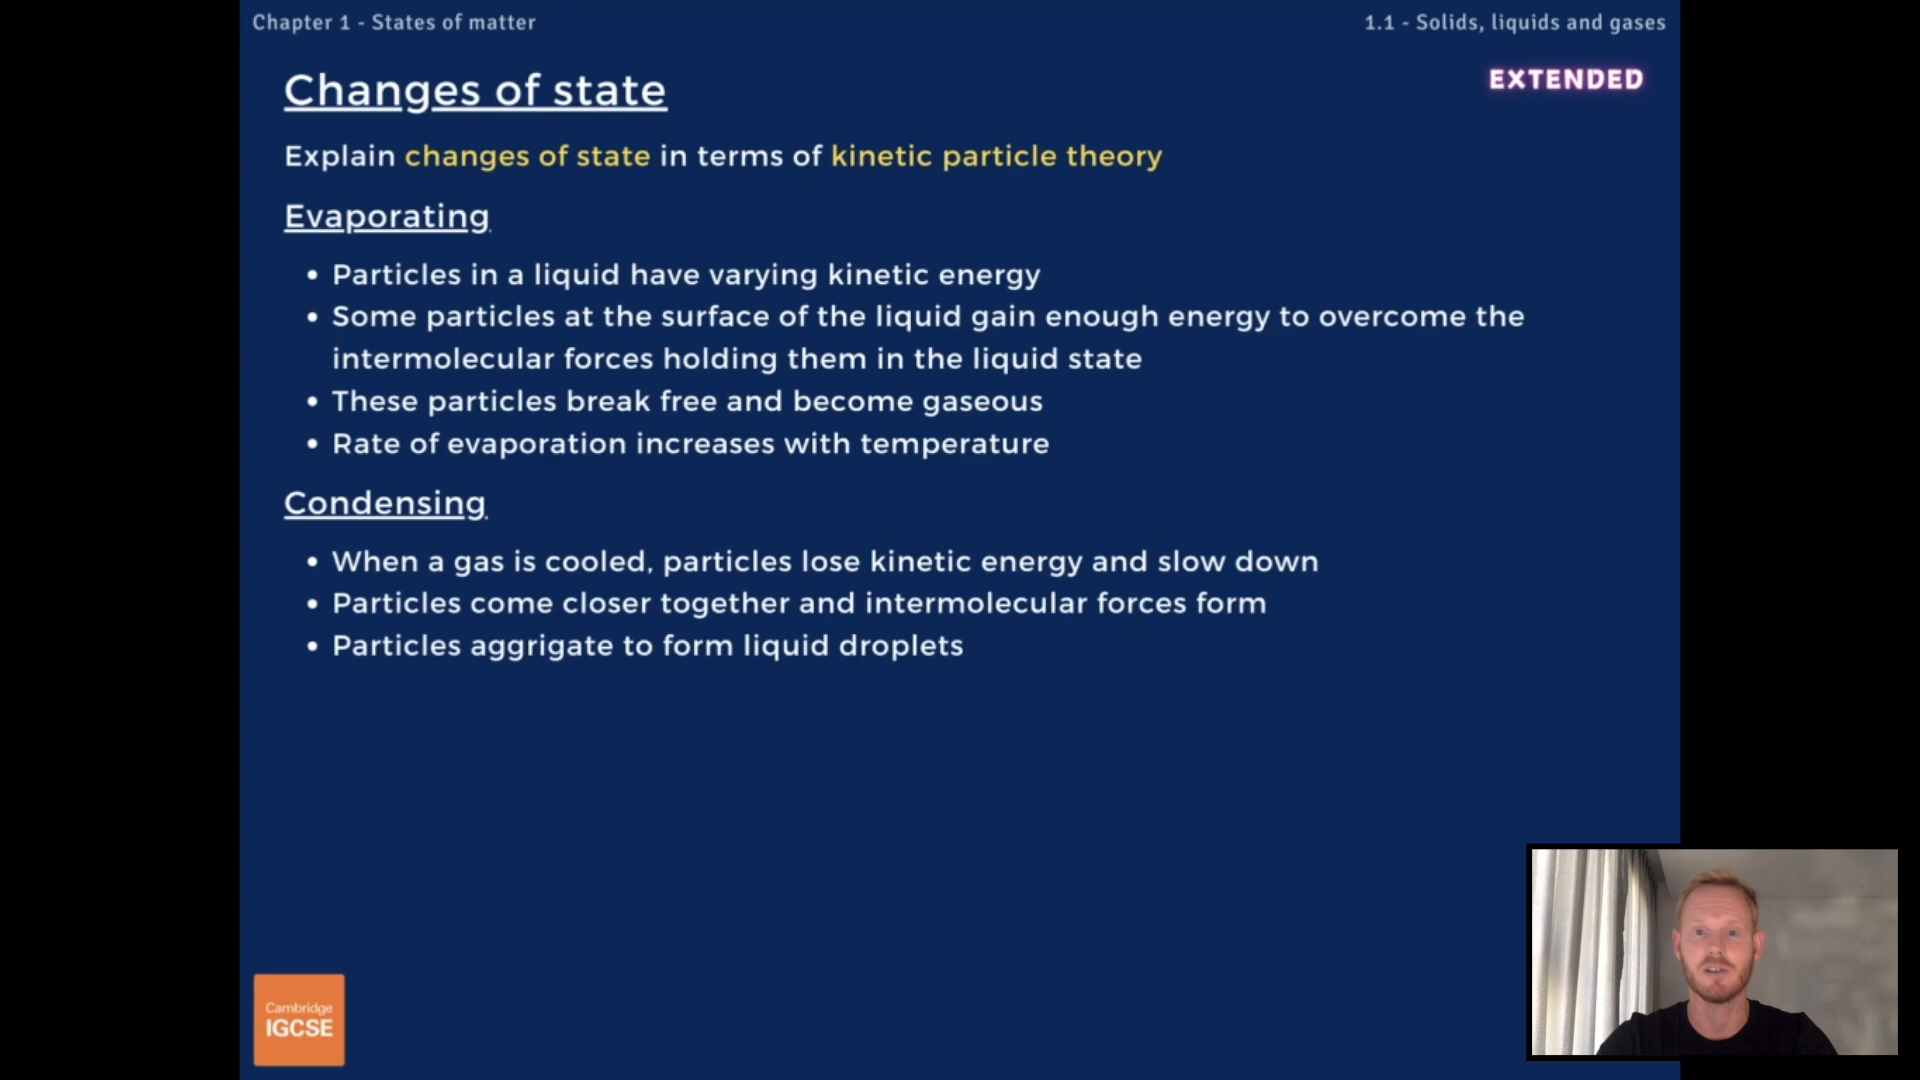 Chapter 1 - States of matter
1.1 - Solids, liquids and gases
EXTENDED
Changes of state
Explain changes of state in terms of kinetic particle theory
Evaporating
• Particles in a liquid have varying kinetic energy
• Some particles at the surface of the liquid gain enough energy to overcome the
intermolecular forces holding them in the liquid state
• These particles break free and become gaseous
• Rate of evaporation increases with temperature
Condensing
• When a gas is cooled, particles lose kinetic energy and slow down
• Particles come closer together and intermolecular forces form
• Particles aggrigate to form liquid droplets
Cambridge
IGCSE